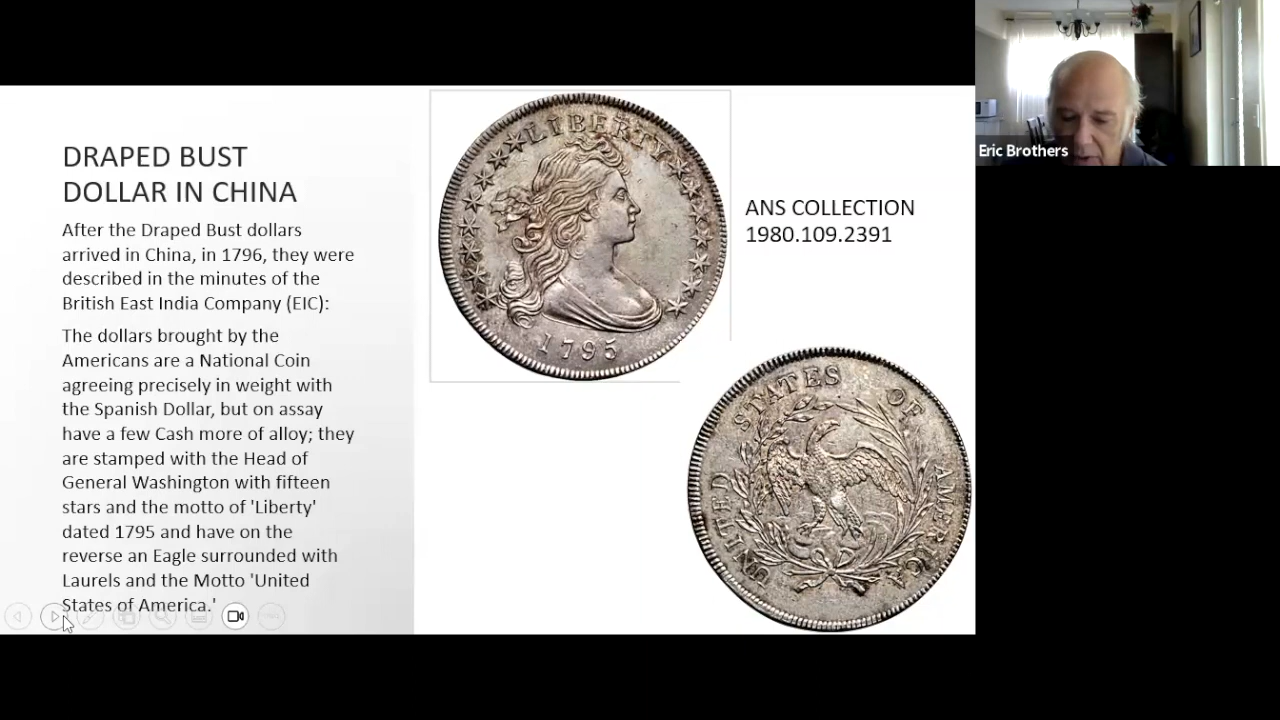 DRAPED BUST
DOLLAR IN CHINA
After the Draped Bust dollars
arrived in China, in 1796, they were
described in the minutes of the
British East India Company (EIC):
The dollars brought by the
Americans are a National Coin
agreeing precisely in weight with
the Spanish Dollar, but on assay
have a few Cash more of alloy; they
are stamped with the Head of
General Washington with fifteen
stars and the motto of 'Liberty'
dated 1795 and have on the
reverse an Eagle surrounded with
Laurels and the Motto 'United
States of America.'
LIBERTY
1795
ANS COLLECTION
1980.109.2391
UNITED STATES OF AMERICA
Eric Brothers